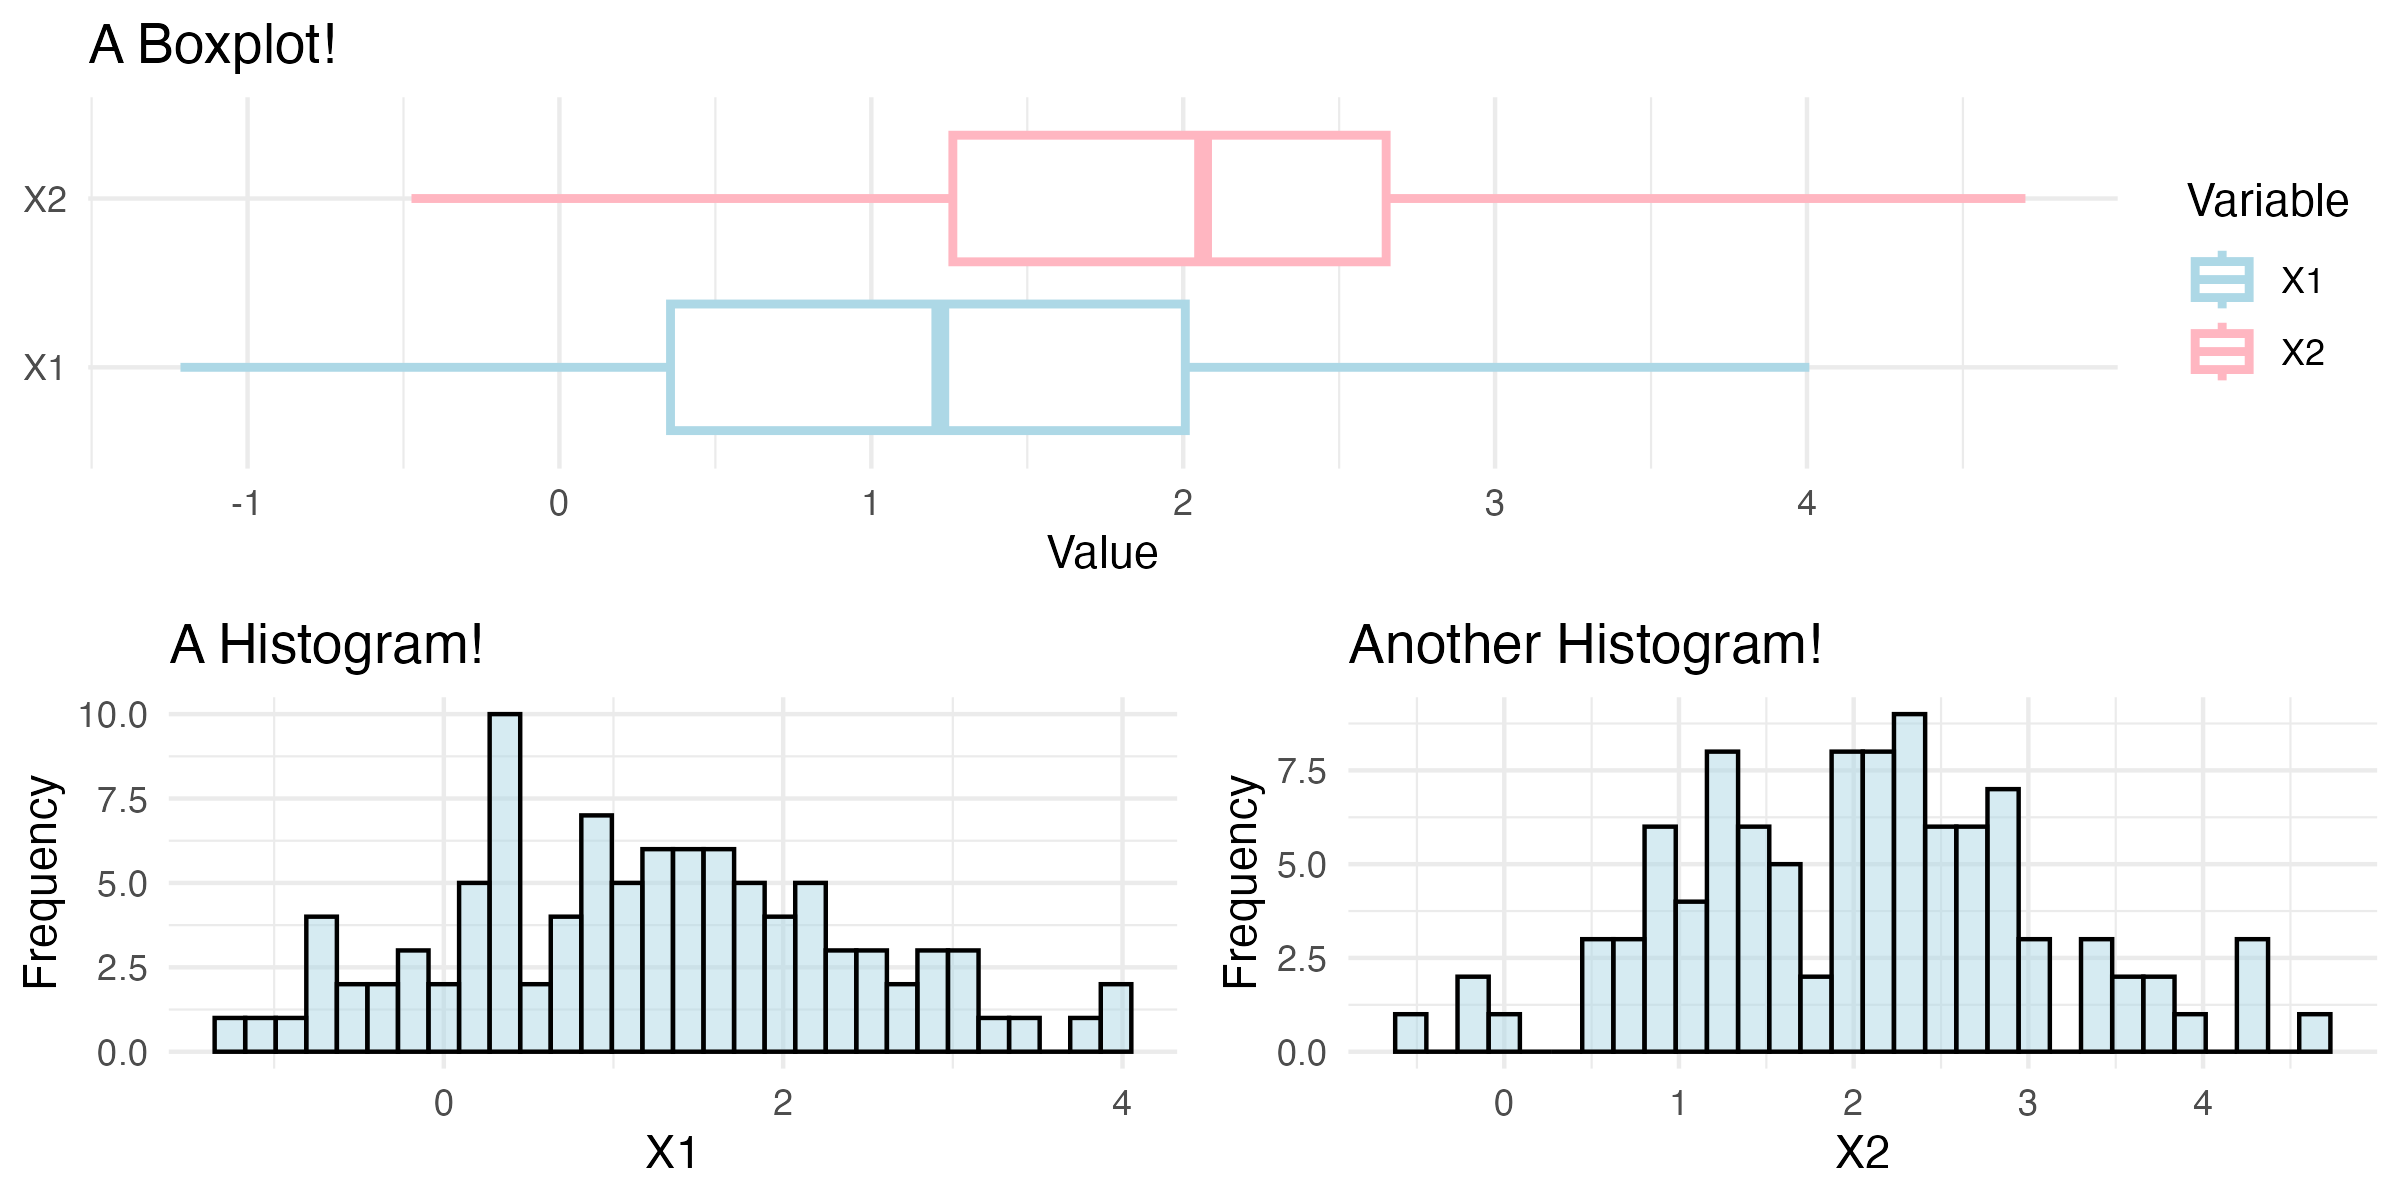 A Boxplot!
X2
X1
-1 0 1 2 3 4
Value
Variable
X1
X2
A Histogram!
10.0
7.5
5.0
2.5
0.0
Frequency
0 2 4
X1
Another Histogram!
7.5
5.0
2.5
0.0
Frequency
0 1 2 3 4
X2